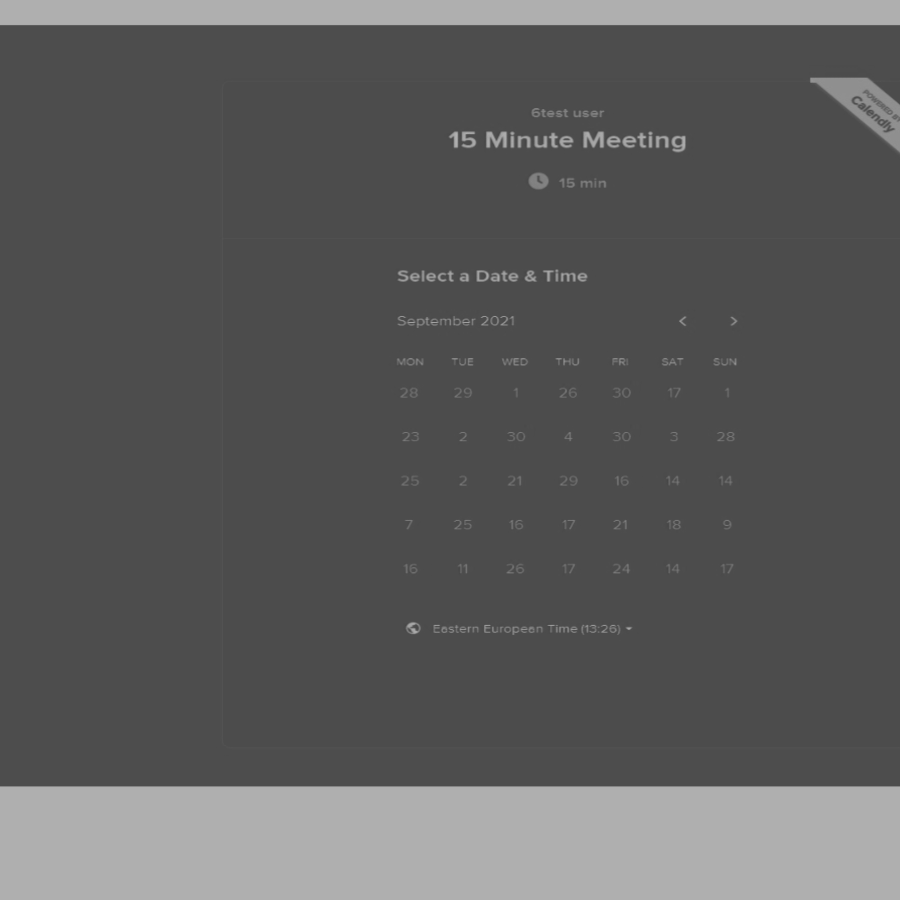 POWERED BY
Calendly
6test user
15 Minute Meeting
15 min
Select a Date & Time
September 2021
MON TUE WED THU FRI SAT SUN
28 29 1 26 30 17 1
23 2 30 4 30 3 28
25 2 21 29 16 14 14
7 25 16 17 21 18 9
16 11 26 17 24 14 17
Eastern European Time (13:26)